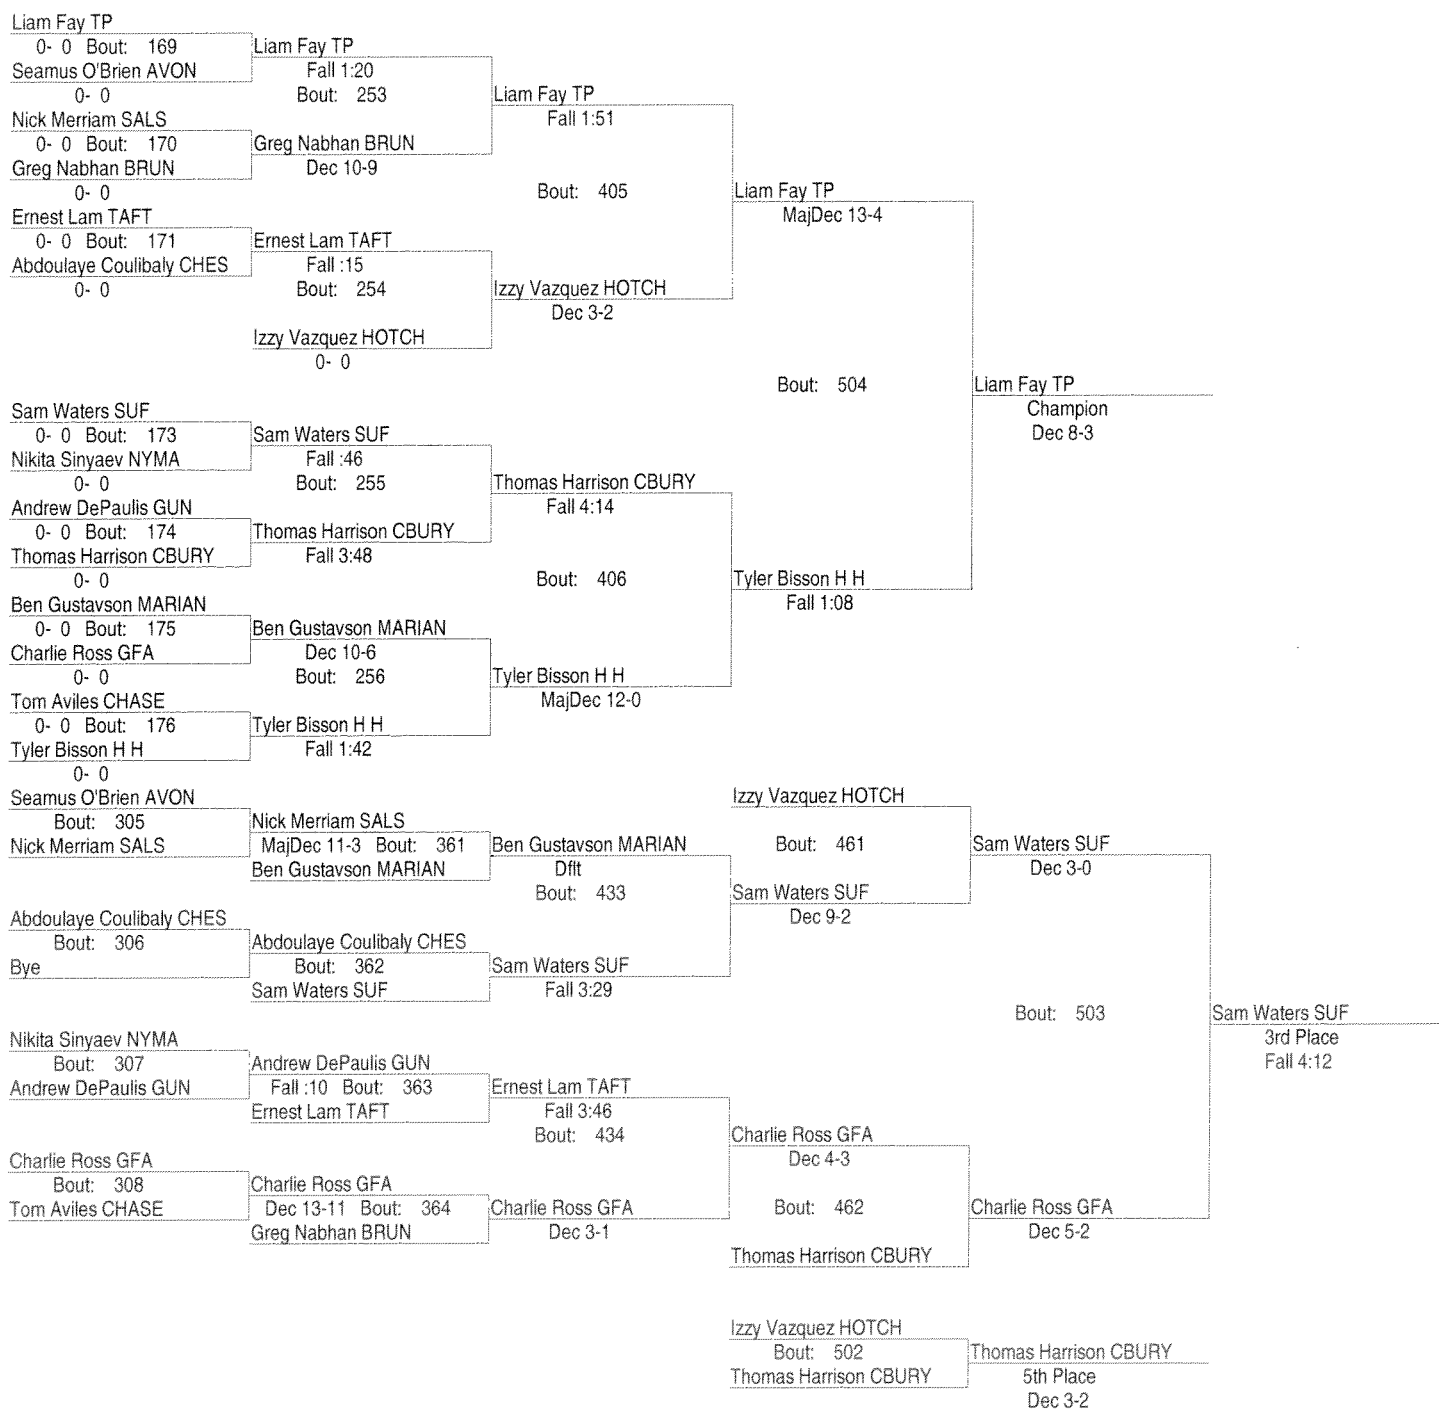 Liam Fay TP
0- 0 Bout: 169
Seamus O'Brien AVON
0- 0
Nick Merriam SALS
0- 0 Bout: 170
Greg Nabhan BRUN
0- 0
Ernest Lam TAFT
0- 0 Bout: 171
Abdoulaye Coulibaly CHES
0- 0
Sam Waters SUF
0- 0 Bout: 173
Nikita Sinyaev NYMA
0- 0
Andrew DePaulis GUN
0- 0 Bout: 174
Thomas Harrison CBURY
0- 0
Ben Gustavson MARIAN
0- 0 Bout: 175
Charlie Ross GFA
0- 0
Tom Aviles CHASE
0- 0 Bout: 176
Tyler Bisson H H
0- 0
Liam Fay TP
Fall 1:20
Bout: 253
Greg Nabhan BRUN
Dec 10-9
Ernest Lam TAFT
Fall :15
Bout: 254
Izzy Vazquez HOTCH
0- 0
Sam Waters SUF
Fall :46
Bout: 255
Thomas Harrison CBURY
Fall 3:48
Ben Gustavson MARIAN
Dec 10-6
Bout: 256
Tyler Bisson H H
Fall 1:42
Liam Fay TP
Fall 1:51
Bout: 405
Izzy Vazquez HOTCH
Dec 3-2
Thomas Harrison CBURY
Fall 4:14
Bout: 406
Tyler Bisson H H
MajDec 12-0
Liam Fay TP
MajDec 13-4
Bout: 504
Tyler Bisson H H
Fall 1:08
Liam Fay TP
Champion
Dec 8-3
Seamus O'Brien AVON
Bout: 305
Nick Merriam SALS
Abdoulaye Coulibaly CHES
Bout: 306
Bye
Nikita Sinyaev NYMA
Bout: 307
Andrew DePaulis GUN
Charlie Ross GFA
Bout: 308
Tom Aviles CHASE
Nick Merriam SALS
MajDec 11-3 Bout: 361
Ben Gustavson MARIAN
Abdoulaye Coulibaly CHES
Bout: 362
Sam Waters SUF
Andrew DePaulis GUN
Fall :10 Bout: 363
Ernest Lam TAFT
Charlie Ross GFA
Dec 13-11 Bout: 364
Greg Nabhan BRUN
Ben Gustavson MARIAN
Dflt
Bout: 433
Sam Waters SUF
Fall 3:29
Ernest Lam TAFT
Fall 3:46
Bout: 434
Charlie Ross GFA
Dec 3-1
Izzy Vazquez HOTCH
Bout: 461
Sam Waters SUF
Dec 9-2
Charlie Ross GFA
Dec 4-3
Bout: 462
Thomas Harrison CBURY
Sam Waters SUF
Dec 3-0
Bout: 503
Charlie Ross GFA
Dec 5-2
Sam Waters SUF
3rd Place
Fall 4:12
Izzy Vazquez HOTCH
Bout: 502
Thomas Harrison CBURY
Thomas Harrison CBURY
5th Place
Dec 3-2